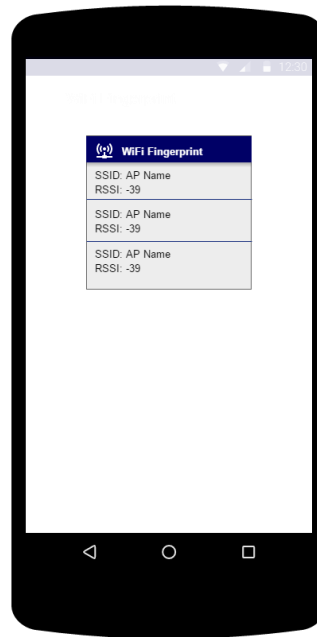 12:30
WiFi Fingerprint
SSID: AP Name
RSSI: -39
SSID: AP Name
RSSI: -39
SSID: AP Name
RSSI: -39